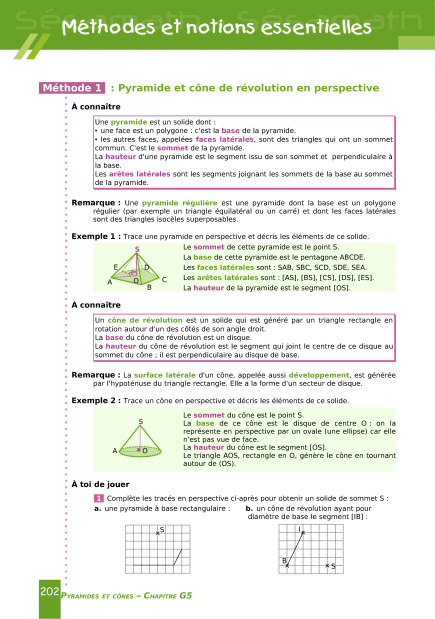 Sésamath Sésamath
Méthodes et notions essentielles
Méthode 1 : Pyramide et cône de révolution en perspective
À connaître
Une pyramide est un solide dont :
• une face est un polygone : c'est la base de la pyramide.
• les autres faces, appelées faces latérales, sont des triangles qui ont un sommet
commun. C'est le sommet de la pyramide.
La hauteur d'une pyramide est le segment issu de son sommet et perpendiculaire à
la base.
Les arêtes latérales sont les segments joignant les sommets de la base au sommet
de la pyramide.
Remarque : Une pyramide régulière est une pyramide dont la base est un polygone
régulier (par exemple un triangle équilatéral ou un carré) et dont les faces latérales
sont des triangles isocèles superposables.
Exemple 1 : Trace une pyramide en perspective et décris les éléments de ce solide.
S
E
D
A
O
C
B
Le sommet de cette pyramide est le point S.
La base de cette pyramide est le pentagone ABCDE.
Les faces latérales sont : SAB, SBC, SCD, SDE, SEA.
Les arêtes latérales sont : [AS], [BS], [CS], [DS], [ES].
La hauteur de la pyramide est le segment [OS].
À connaître
Un cône de révolution est un solide qui est généré par un triangle rectangle en
rotation autour d'un des côtés de son angle droit.
La base du cône de révolution est un disque.
La hauteur du cône de révolution est le segment qui joint le centre de ce disque au
sommet du cône ; il est perpendiculaire au disque de base.
Remarque : La surface latérale d'un cône, appelée aussi développement, est générée
par l'hypoténuse du triangle rectangle. Elle a la forme d'un secteur de disque.
Exemple 2 : Trace un cône en perspective et décris les éléments de ce solide.
S
A
O
Le sommet du cône est le point S.
La base de ce cône est le disque de centre O : on la
représente en perspective par un ovale (une ellipse) car elle
n'est pas vue de face.
La hauteur du cône est le segment [OS].
Le triangle AOS, rectangle en O, génère le cône en tournant
autour de (OS).
À toi de jouer
1 Complète les tracés en perspective ci-après pour obtenir un solide de sommet S :
a. une pyramide à base rectangulaire :
b. un cône de révolution ayant pour
diamètre de base le segment [IB] :
S
I
B
S
202 PYRAMIDES ET CÔNES – CHAPITRE G5